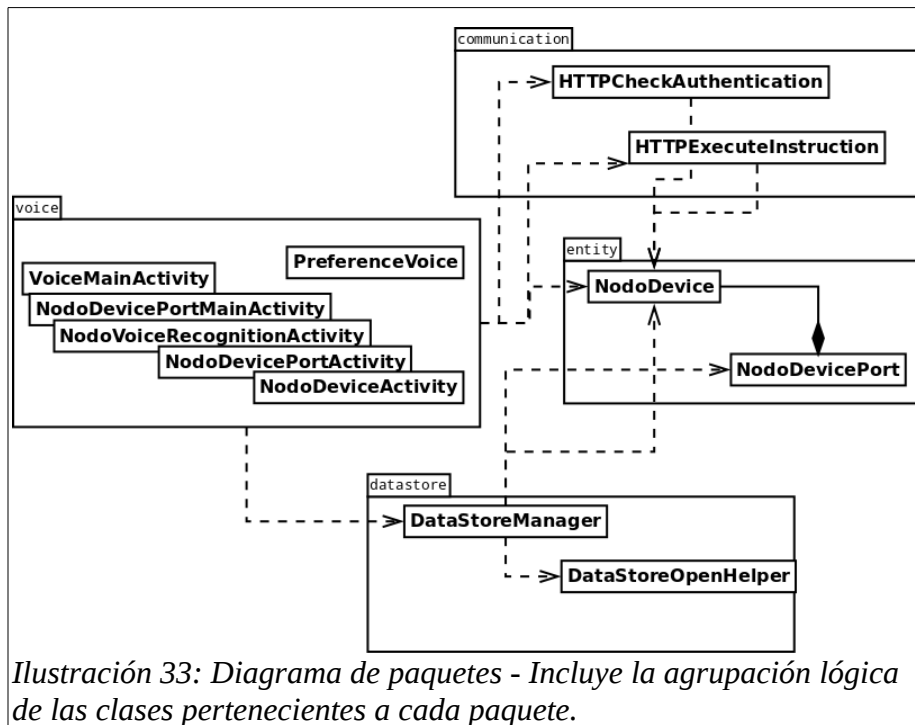 communication
HTTPCheckAuthentication
HTTPExecuteInstruction
voice
PreferenceVoice
VoiceMainActivity
NodoDevicePortMainActivity
NodoVoiceRecognitionActivity
NodoDevicePortActivity
NodoDeviceActivity
entity
NodoDevice
NodoDevicePort
datastore
DataStoreManager
DataStoreOpenHelper
Ilustración 33: Diagrama de paquetes - Incluye la agrupación lógica
de las clases pertenecientes a cada paquete.